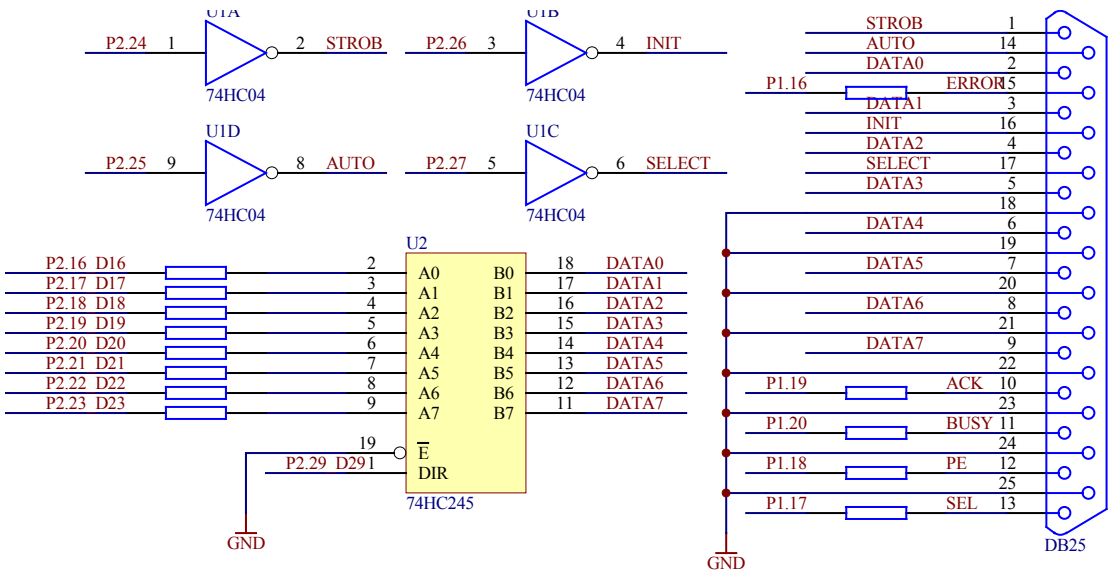 U1A U1B
P2.24 1 2 STROB P2.26 3 4 INIT
74HC04 74HC04
U1D U1C
P2.25 9 8 AUTO P2.27 5 6 SELECT
74HC04 74HC04
U2
P2.16 D16 2 A0 B0 18 DATA0
P2.17 D17 3 A1 B1 17 DATA1
P2.18 D18 4 A2 B2 16 DATA2
P2.19 D19 5 A3 B3 15 DATA3
P2.20 D20 6 A4 B4 14 DATA4
P2.21 D21 7 A5 B5 13 DATA5
P2.22 D22 8 A6 B6 12 DATA6
P2.23 D23 9 A7 B7 11 DATA7
19 E
P2.29 D29 1 DIR
74HC245
GND
STROB 1
AUTO 14
DATA0 2
P1.16 ERROR 15
DATA1 3
INIT 16
DATA2 4
SELECT 17
DATA3 5
18
DATA4 6
19
DATA5 7
20
DATA6 8
21
DATA7 9
22
P1.19 ACK 10
23
P1.20 BUSY 11
24
P1.18 PE 12
25
P1.17 SEL 13
DB25
GND